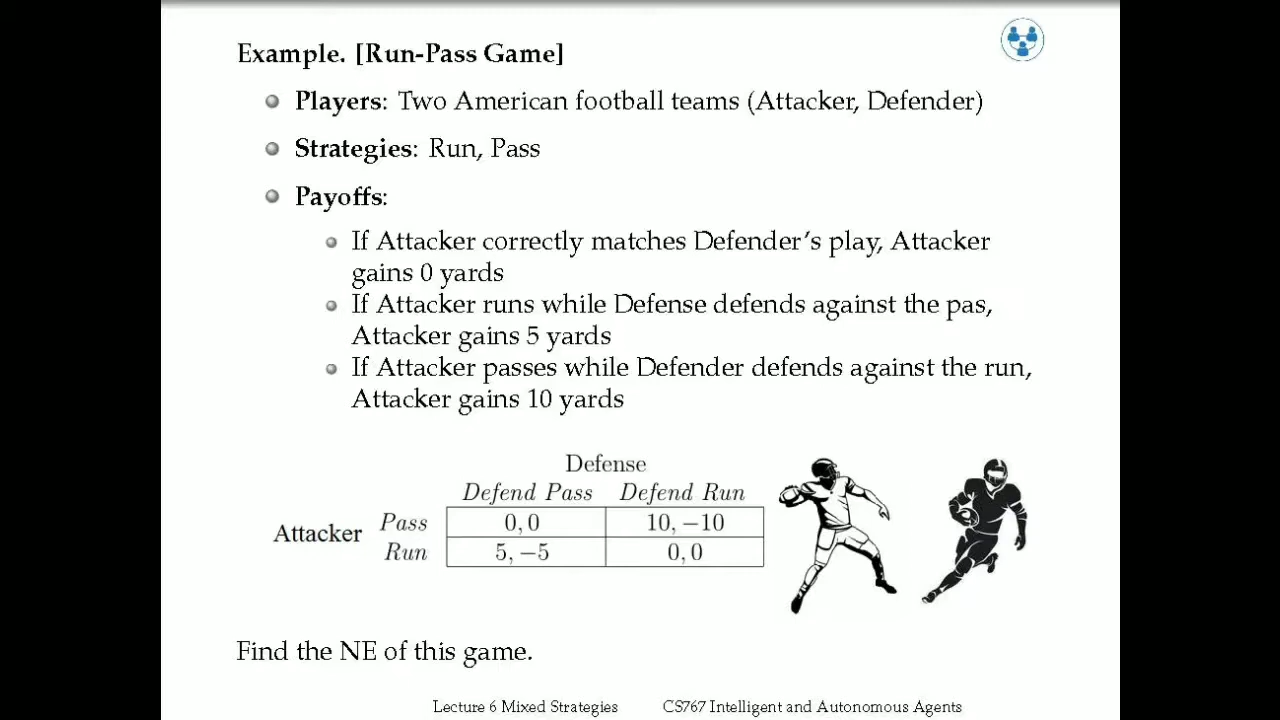 Example. [Run-Pass Game]
Players: Two American football teams (Attacker, Defender)
Strategies: Run, Pass
Payoffs:
If Attacker correctly matches Defender's play, Attacker
gains 0 yards
If Attacker runs while Defense defends against the pas,
Attacker gains 5 yards
If Attacker passes while Defender defends against the run,
Attacker gains 10 yards
Defense
Defend Pass Defend Run
Attacker
Pass 0, 0 10, −10
Run 5, −5 0, 0
Find the NE of this game.
Lecture 6 Mixed Strategies CS767 Intelligent and Autonomous Agents